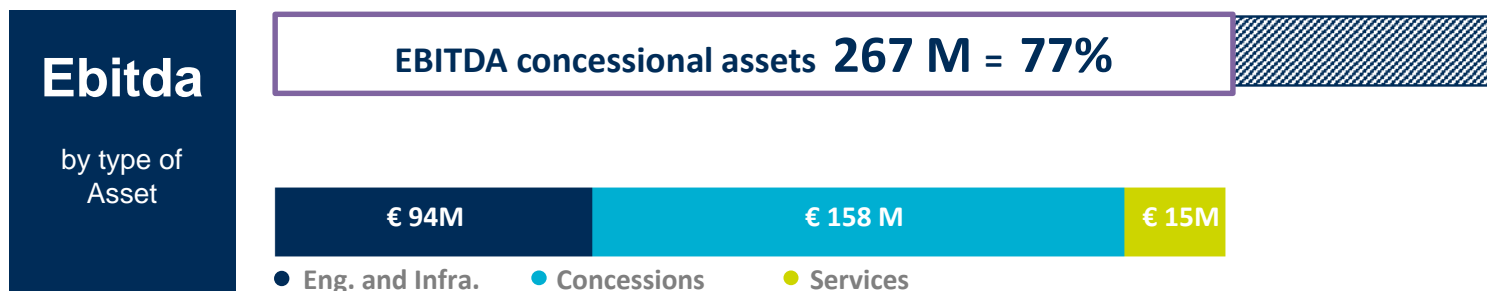 Ebitda
by type of
Asset
EBITDA concessional assets 267 M = 77%
€ 94M
€ 158 M
€ 15M
Eng. and Infra.
Concessions
Services